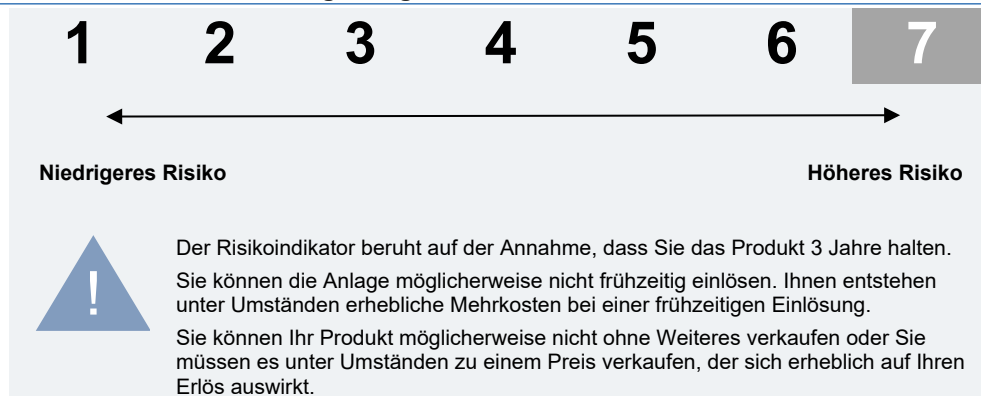 1 2 3 4 5 6 7
Niedrigeres Risiko Höheres Risiko
!
Der Risikoindikator beruht auf der Annahme, dass Sie das Produkt 3 Jahre halten.
Sie können die Anlage möglicherweise nicht frühzeitig einlösen. Ihnen entstehen
unter Umständen erhebliche Mehrkosten bei einer frühzeitigen Einlösung.
Sie können Ihr Produkt möglicherweise nicht ohne Weiteres verkaufen oder Sie
müssen es unter Umständen zu einem Preis verkaufen, der sich erheblich auf Ihren
Erlös auswirkt.